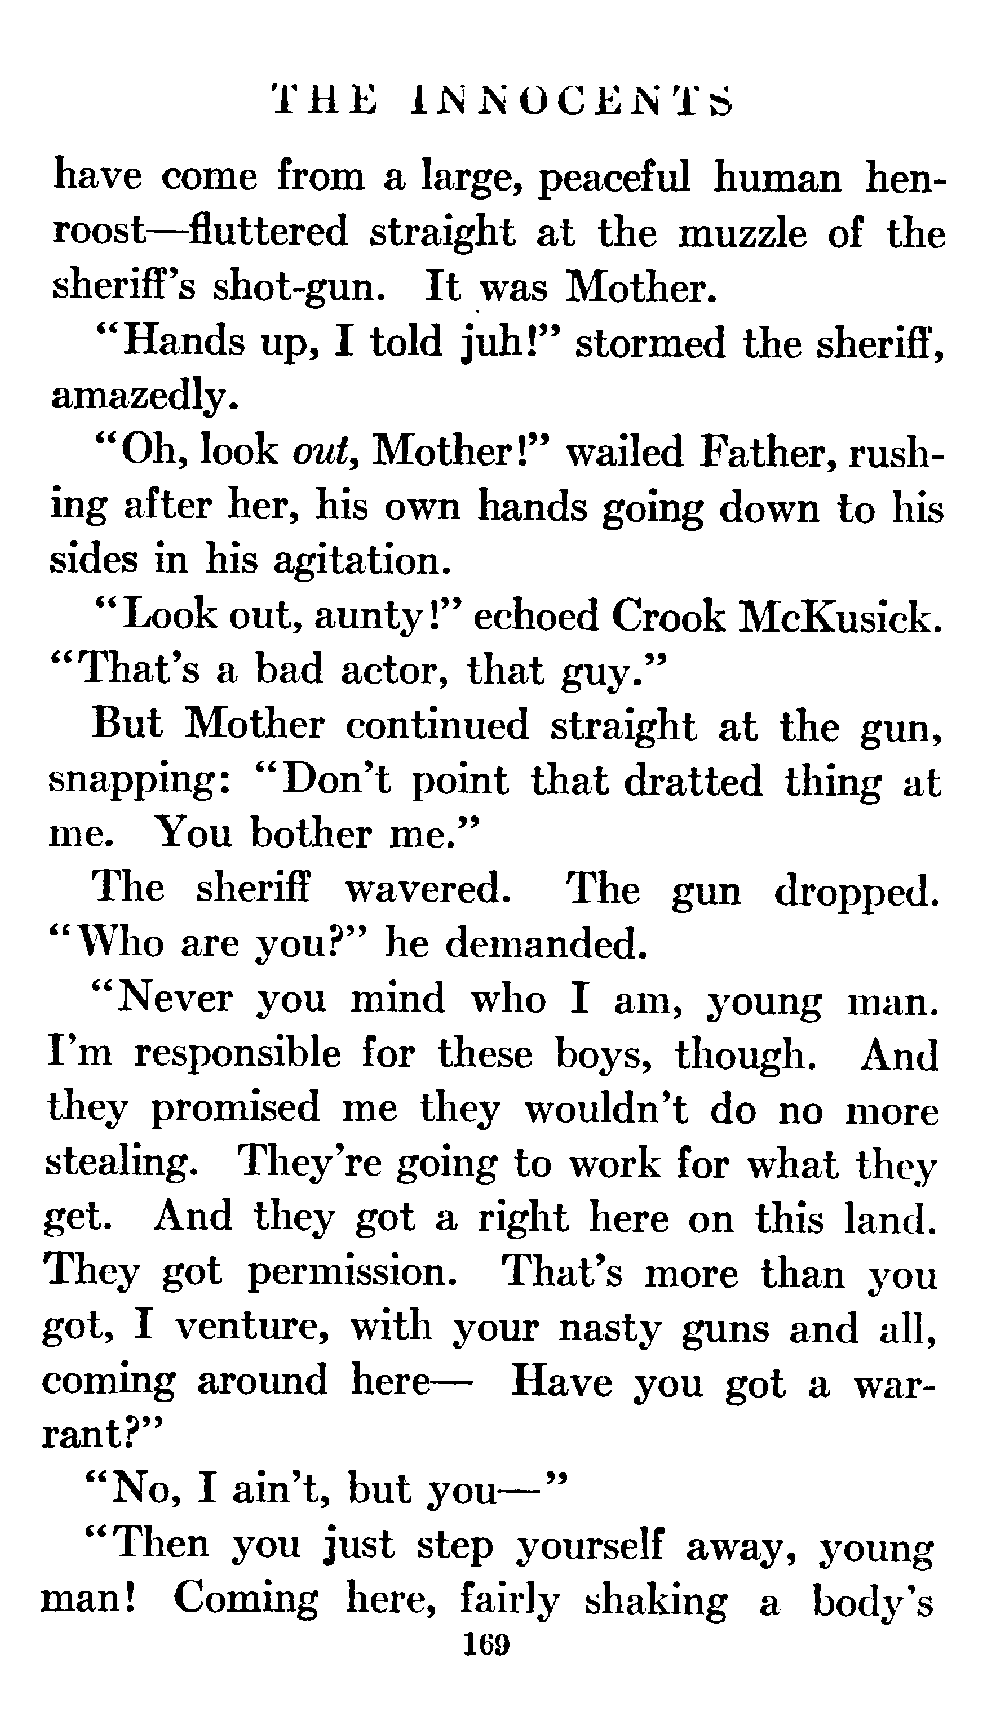 THE INNOCENTS
have come from a large, peaceful human hen-
roost—fluttered straight at the muzzle of the
sheriff's shot-gun. It was Mother.
"Hands up, I told juh!" stormed the sheriff,
amazedly.
"Oh, look out, Mother!" wailed Father, rush-
ing after her, his own hands going down to his
sides in his agitation.
"Look out, aunty!" echoed Crook McKusick.
"That's a bad actor, that guy."
But Mother continued straight at the gun,
snapping: "Don't point that dratted thing at
me. You bother me."
The sheriff wavered. The gun dropped.
"Who are you?" he demanded.
"Never you mind who I am, young man.
I'm responsible for these boys, though. And
they promised me they wouldn't do no more
stealing. They're going to work for what they
get. And they got a right here on this land.
They got permission. That's more than you
got, I venture, with your nasty guns and all,
coming around here— Have you got a war-
rant?"
"No, I ain't, but you—"
"Then you just step yourself away, young
man! Coming here, fairly shaking a body's
169